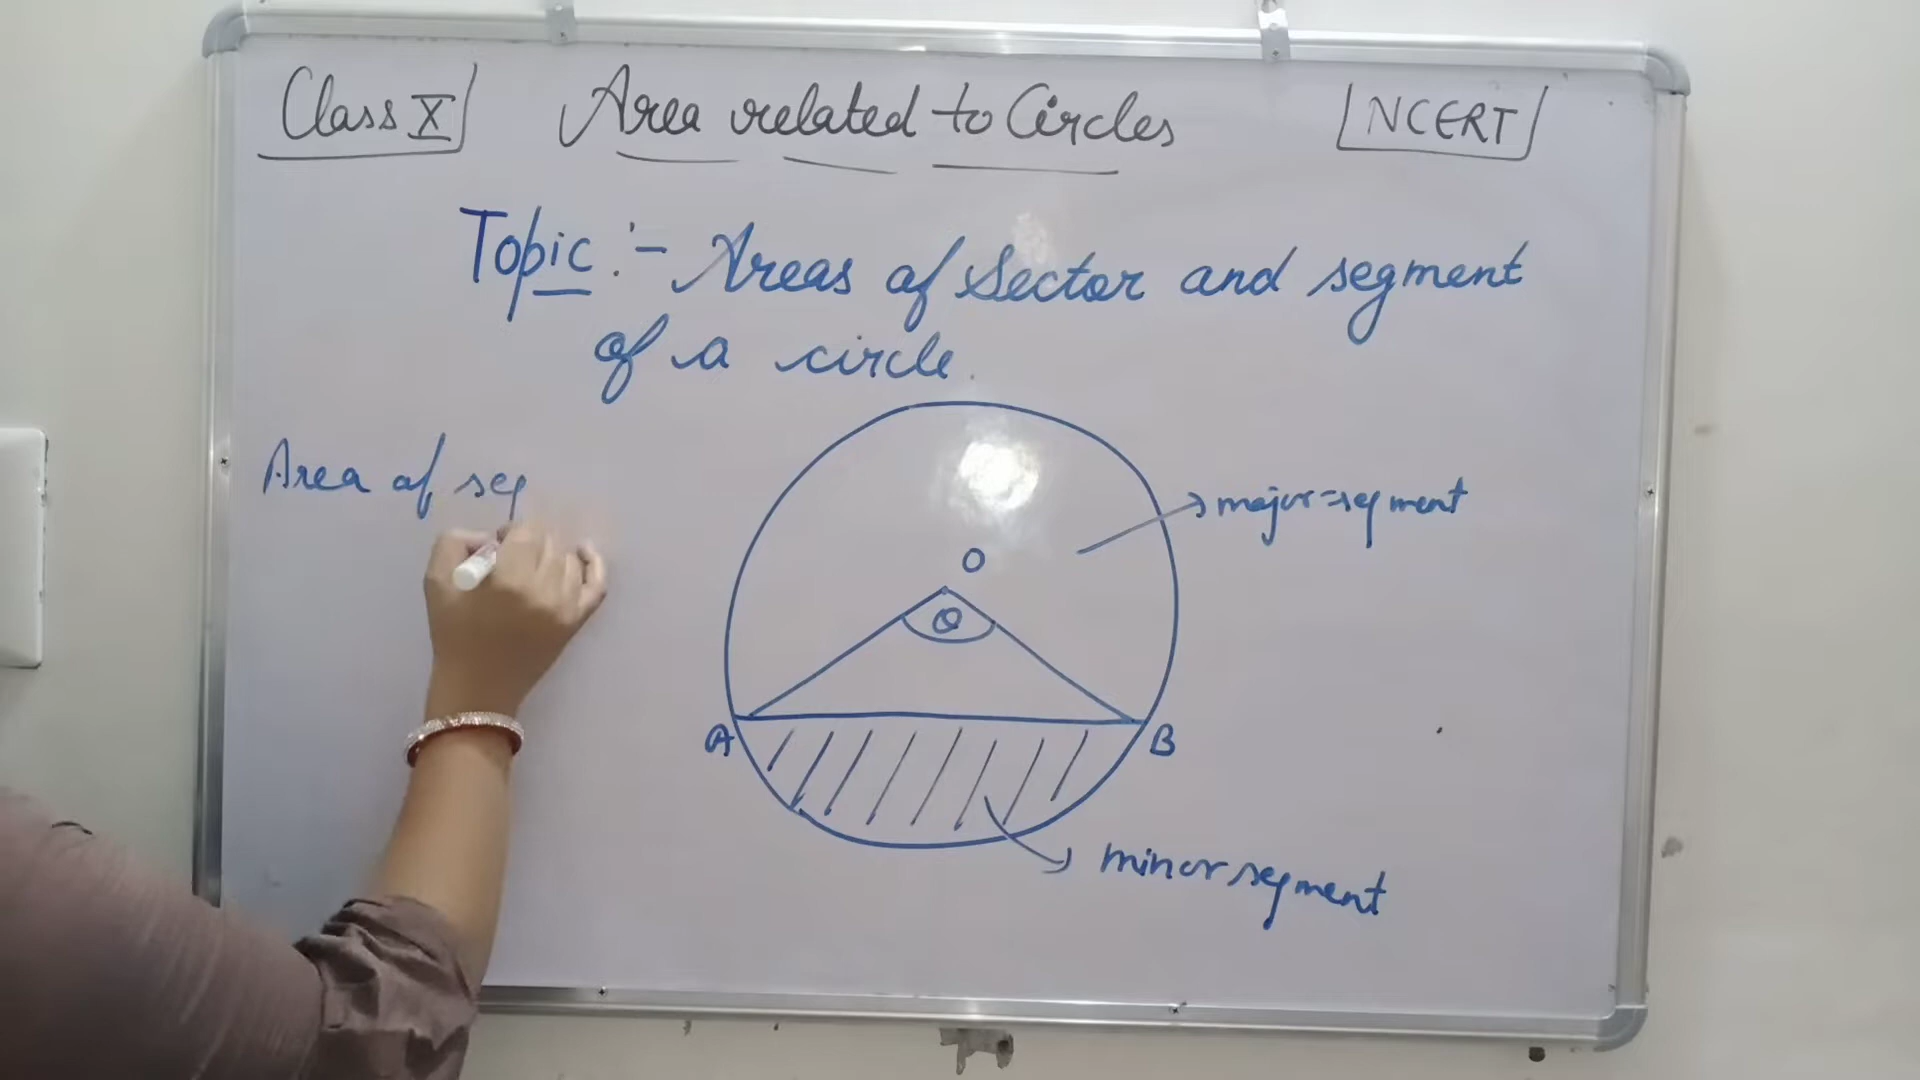 Class X
Area related to Circles
NCERT
Topic :- Areas of Sector and segment
of a circle.
Area of seg
major segment
O
θ
A
B
minor segment